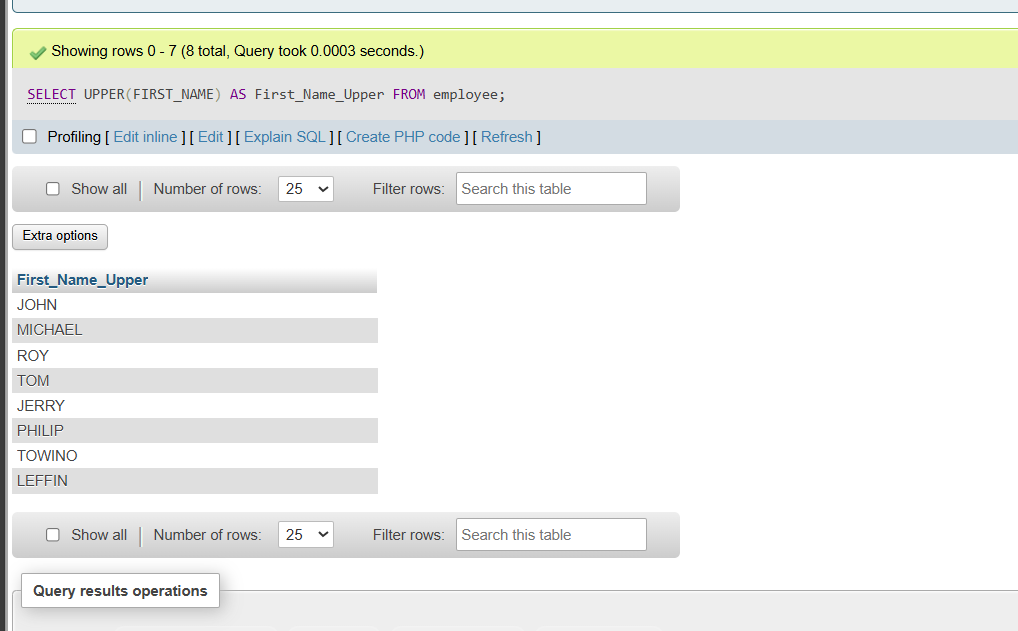 Showing rows 0 - 7 (8 total, Query took 0.0003 seconds.)
SELECT UPPER(FIRST_NAME) AS First_Name_Upper FROM employee;
Profiling [ Edit inline ] [ Edit ] [ Explain SQL ] [ Create PHP code ] [ Refresh ]
Show all | Number of rows: 25 Filter rows: Search this table
Extra options
First_Name_Upper
JOHN
MICHAEL
ROY
TOM
JERRY
PHILIP
TOWINO
LEFFIN
Show all | Number of rows: 25 Filter rows: Search this table
Query results operations